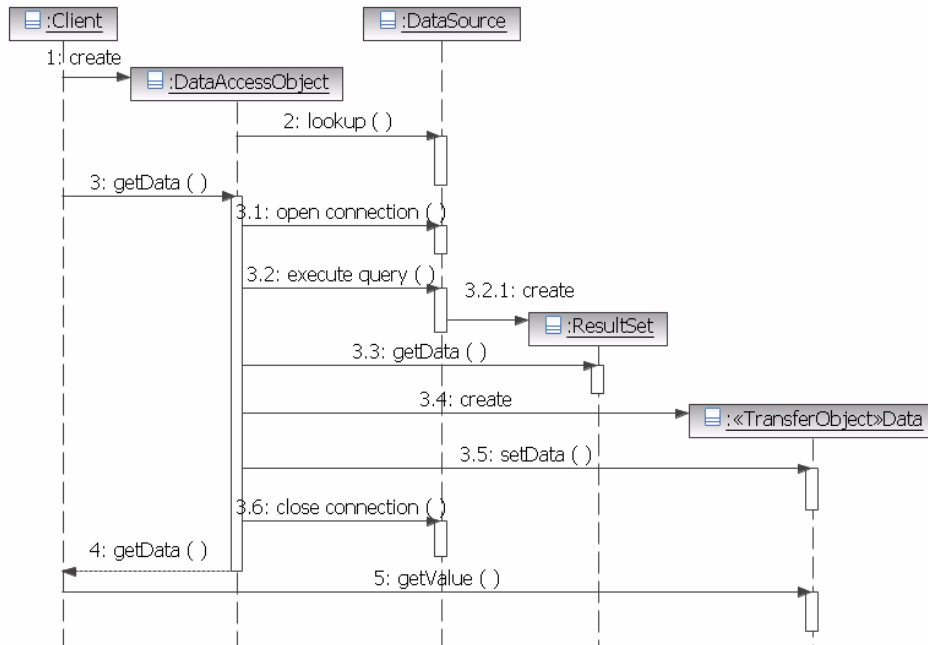 :Client
:DataSource
1: create
:DataAccessObject
2: lookup ( )
3: getData ( )
3.1: open connection ( )
3.2: execute query ( )
3.2.1: create
:ResultSet
3.3: getData ( )
3.4: create
:«TransferObject»Data
3.5: setData ( )
3.6: close connection ( )
4: getData ( )
5: getValue ( )